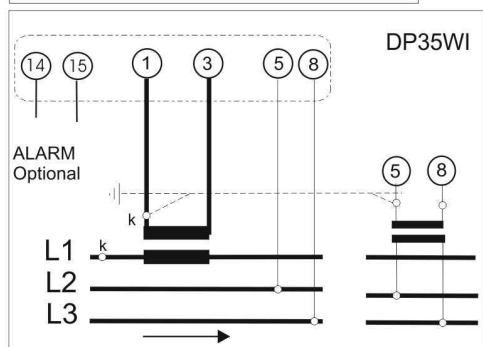 DP35WI
14 15 1 3 5 8
ALARM
Optional
5 8
k
L1 k
L2
L3